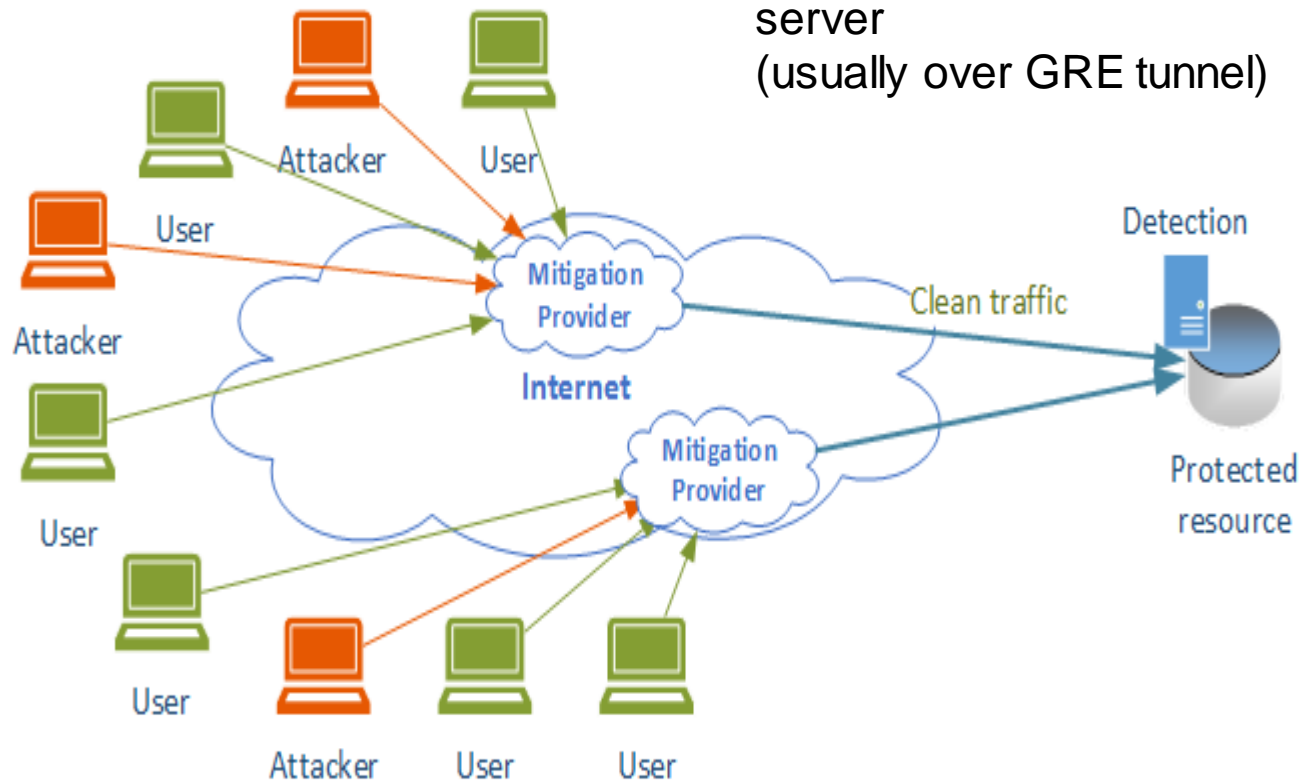 server
(usually over GRE tunnel)
Attacker
User
User
Detection
Attacker
Mitigation
Provider
Clean traffic
Internet
User
Mitigation
Provider
Protected
resource
User
Attacker
User
User